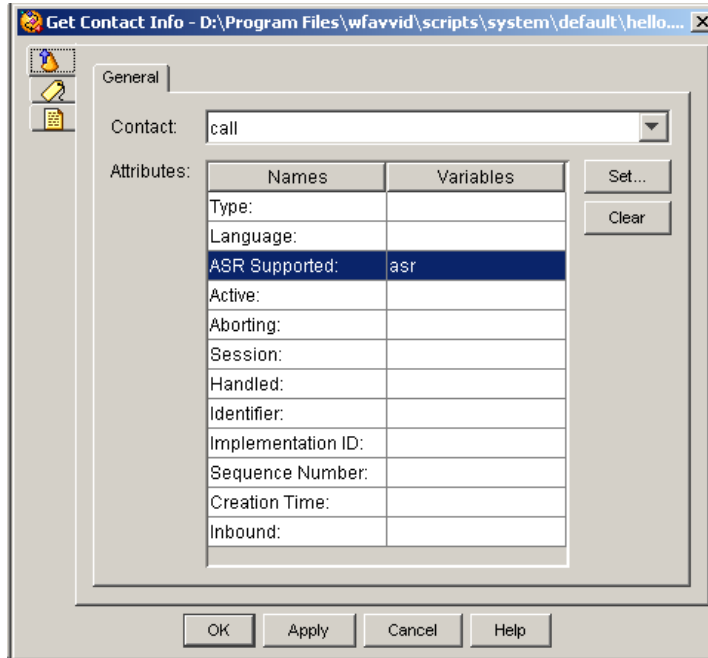 Get Contact Info - D:\Program Files\wfavvid\scripts\system\default\hello....
General
Contact: call
Attributes: Names Variables Set...
Type: Clear
Language:
ASR Supported: asr
Active:
Aborting:
Session:
Handled:
Identifier:
Implementation ID:
Sequence Number:
Creation Time:
Inbound:
OK Apply Cancel Help